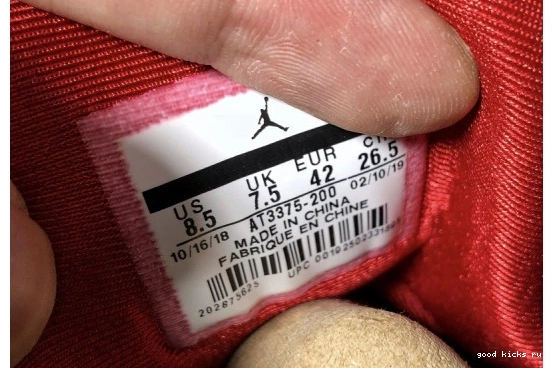 US UK EUR
8.5 7.5 42 26.5
AT3375-200
10/16/18 02/10/19
MADE IN CHINA
FABRIQUE EN CHINE
202875625 UPC
good kicks.ru